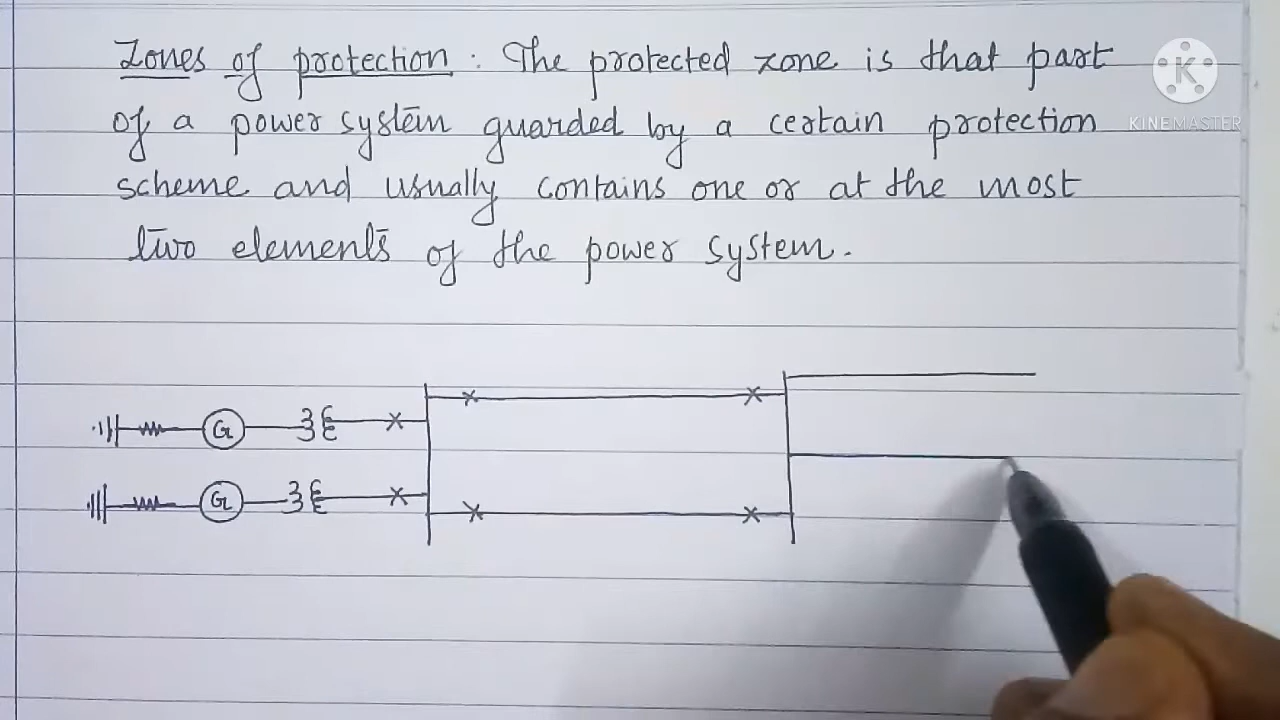 Zones of protection : The protected zone is that part
of a power system guarded by a certain protection
scheme and usually contains one or at the most
two elements of the power system.
K
KINEMASTER
G
G